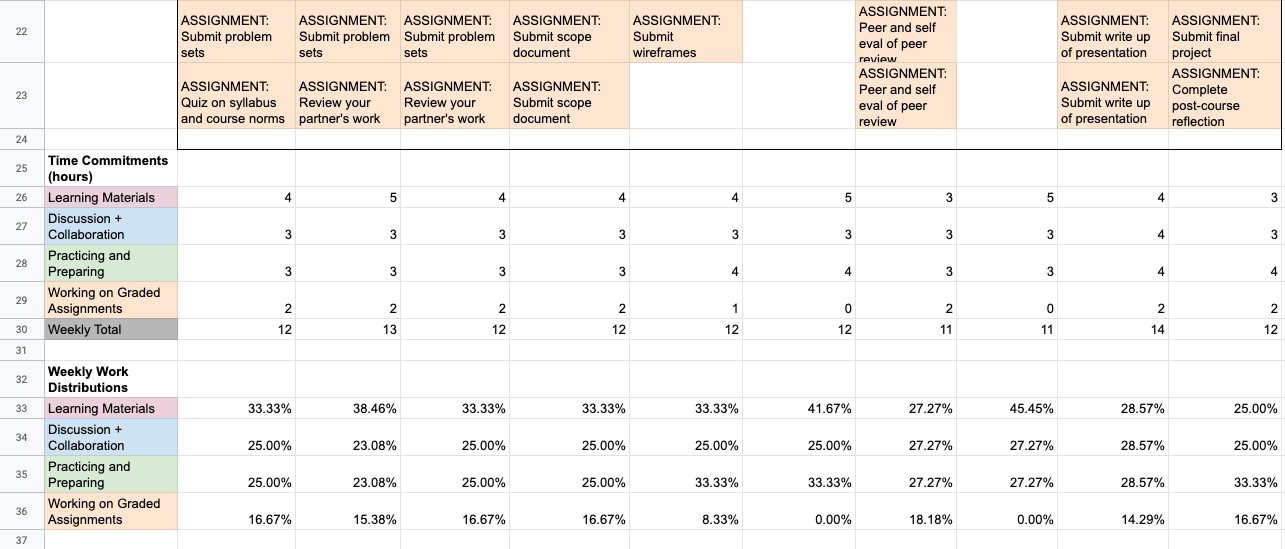 22
ASSIGNMENT: Submit problem sets
ASSIGNMENT: Submit problem sets
ASSIGNMENT: Submit problem sets
ASSIGNMENT: Submit scope document
ASSIGNMENT: Submit wireframes
ASSIGNMENT: Peer and self eval of peer review
ASSIGNMENT: Submit write up of presentation
ASSIGNMENT: Submit final project
23
ASSIGNMENT: Quiz on syllabus and course norms
ASSIGNMENT: Review your partner's work
ASSIGNMENT: Review your partner's work
ASSIGNMENT: Submit scope document
ASSIGNMENT: Peer and self eval of peer review
ASSIGNMENT: Submit write up of presentation
ASSIGNMENT: Complete post-course reflection
24
25 Time Commitments (hours)
26 Learning Materials 4 5 4 4 4 5 3 5 4 3
27 Discussion + Collaboration 3 3 3 3 3 3 3 3 4 3
28 Practicing and Preparing 3 3 3 3 4 4 3 3 4 4
29 Working on Graded Assignments 2 2 2 2 1 0 2 0 2 2
30 Weekly Total 12 13 12 12 12 12 11 11 14 12
31
32 Weekly Work Distributions
33 Learning Materials 33.33% 38.46% 33.33% 33.33% 33.33% 41.67% 27.27% 45.45% 28.57% 25.00%
34 Discussion + Collaboration 25.00% 23.08% 25.00% 25.00% 25.00% 25.00% 27.27% 27.27% 28.57% 25.00%
35 Practicing and Preparing 25.00% 23.08% 25.00% 25.00% 33.33% 33.33% 27.27% 27.27% 28.57% 33.33%
36 Working on Graded Assignments 16.67% 15.38% 16.67% 16.67% 8.33% 0.00% 18.18% 0.00% 14.29% 16.67%
37